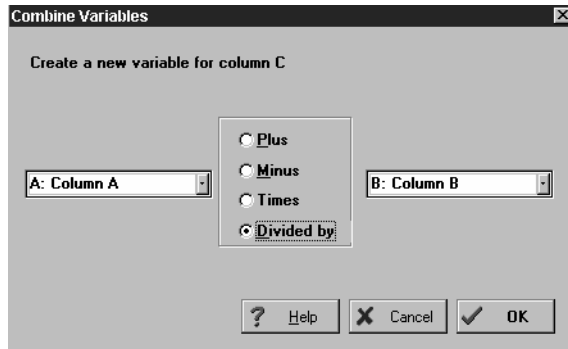 Combine Variables
Create a new variable for column C
Plus
Minus
A: Column A
B: Column B
Times
Divided by
? Help
Cancel
OK